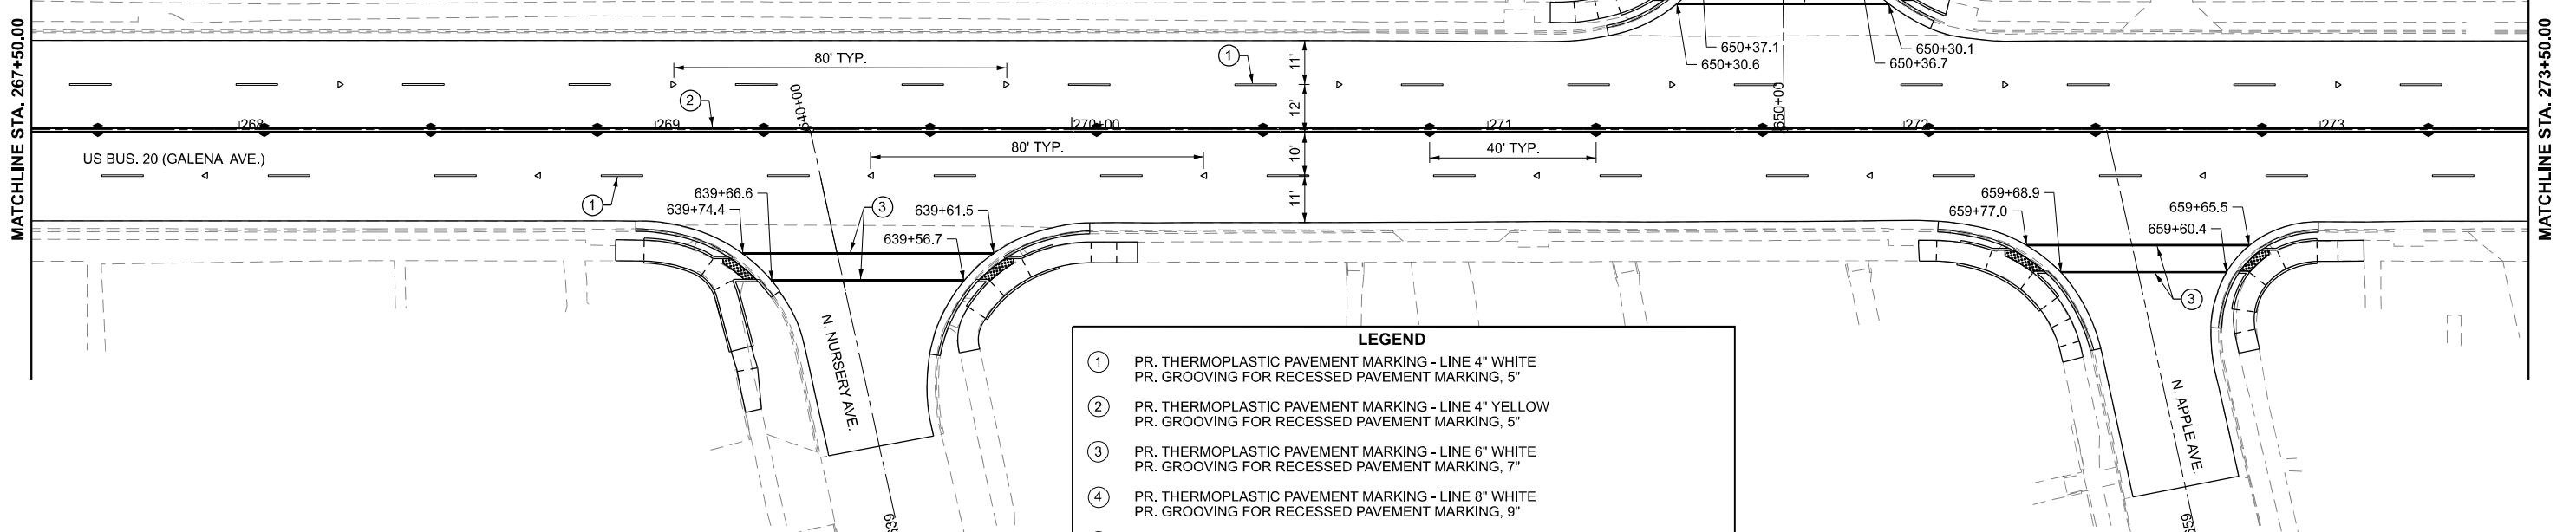 MATCHLINE STA. 267+50.00
MATCHLINE STA. 273+50.00
650+37.1
650+30.6
650+30.1
650+36.7
80' TYP.
1
11'
2
640+00
12'
650+00
268
269
270+00
271
272
273
US BUS. 20 (GALENA AVE.)
80' TYP.
10'
40' TYP.
1
11'
639+66.6
639+74.4
3
639+61.5
639+56.7
659+68.9
659+77.0
659+65.5
659+60.4
3
N. NURSERY AVE.
N. APPLE AVE.
639
659
LEGEND
1 PR. THERMOPLASTIC PAVEMENT MARKING - LINE 4" WHITE
PR. GROOVING FOR RECESSED PAVEMENT MARKING, 5"
2 PR. THERMOPLASTIC PAVEMENT MARKING - LINE 4" YELLOW
PR. GROOVING FOR RECESSED PAVEMENT MARKING, 5"
3 PR. THERMOPLASTIC PAVEMENT MARKING - LINE 6" WHITE
PR. GROOVING FOR RECESSED PAVEMENT MARKING, 7"
4 PR. THERMOPLASTIC PAVEMENT MARKING - LINE 8" WHITE
PR. GROOVING FOR RECESSED PAVEMENT MARKING, 9"